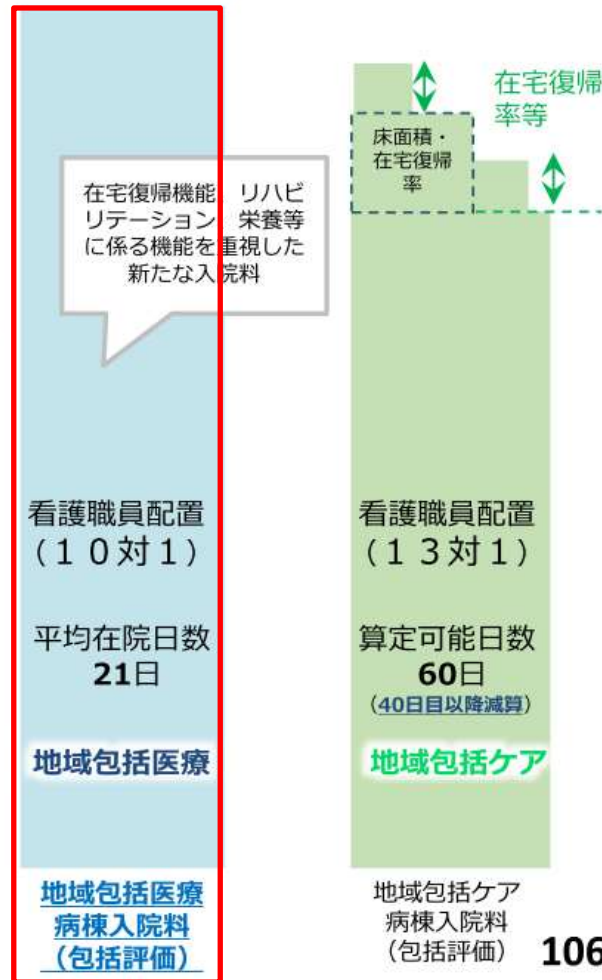 在宅復帰機能、リハビ
リテーション、栄養等
に係る機能を重視した
新たな入院料
看護職員配置
（１０対１）
平均在院日数
21日
地域包括医療
地域包括医療
病棟入院料
（包括評価）
在宅復帰
率等
床面積・
在宅復帰
率
看護職員配置
（１３対１）
算定可能日数
60日
（40日目以降減算）
地域包括ケア
地域包括ケア
病棟入院料
（包括評価）
106